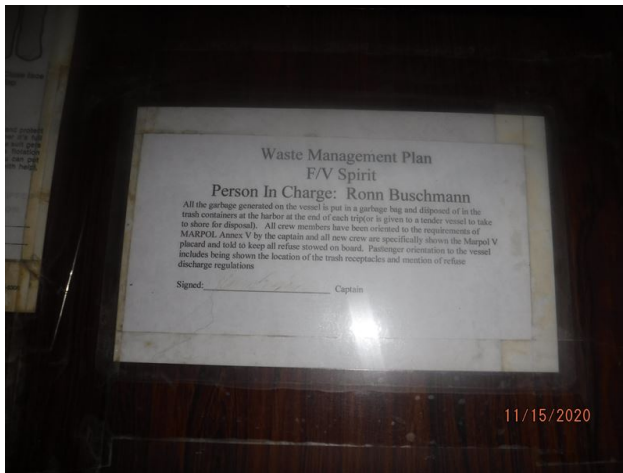 Waste Management Plan
F/V Spirit
Person In Charge: Ronn Buschmann
All the garbage generated on the vessel is put in a garbage bag and disposed of in the
trash containers at the harbor at the end of each trip(or is given to a tender vessel to take
to shore for disposal). All crew members have been oriented to the requirements of
MARPOL Annex V by the captain and all new crew are specifically shown the Marpol V
placard and told to keep all refuse stowed on board. Passenger orientation to the vessel
includes being shown the location of the trash receptacles and mention of refuse
discharge regulations
Signed: Captain
11/15/2020